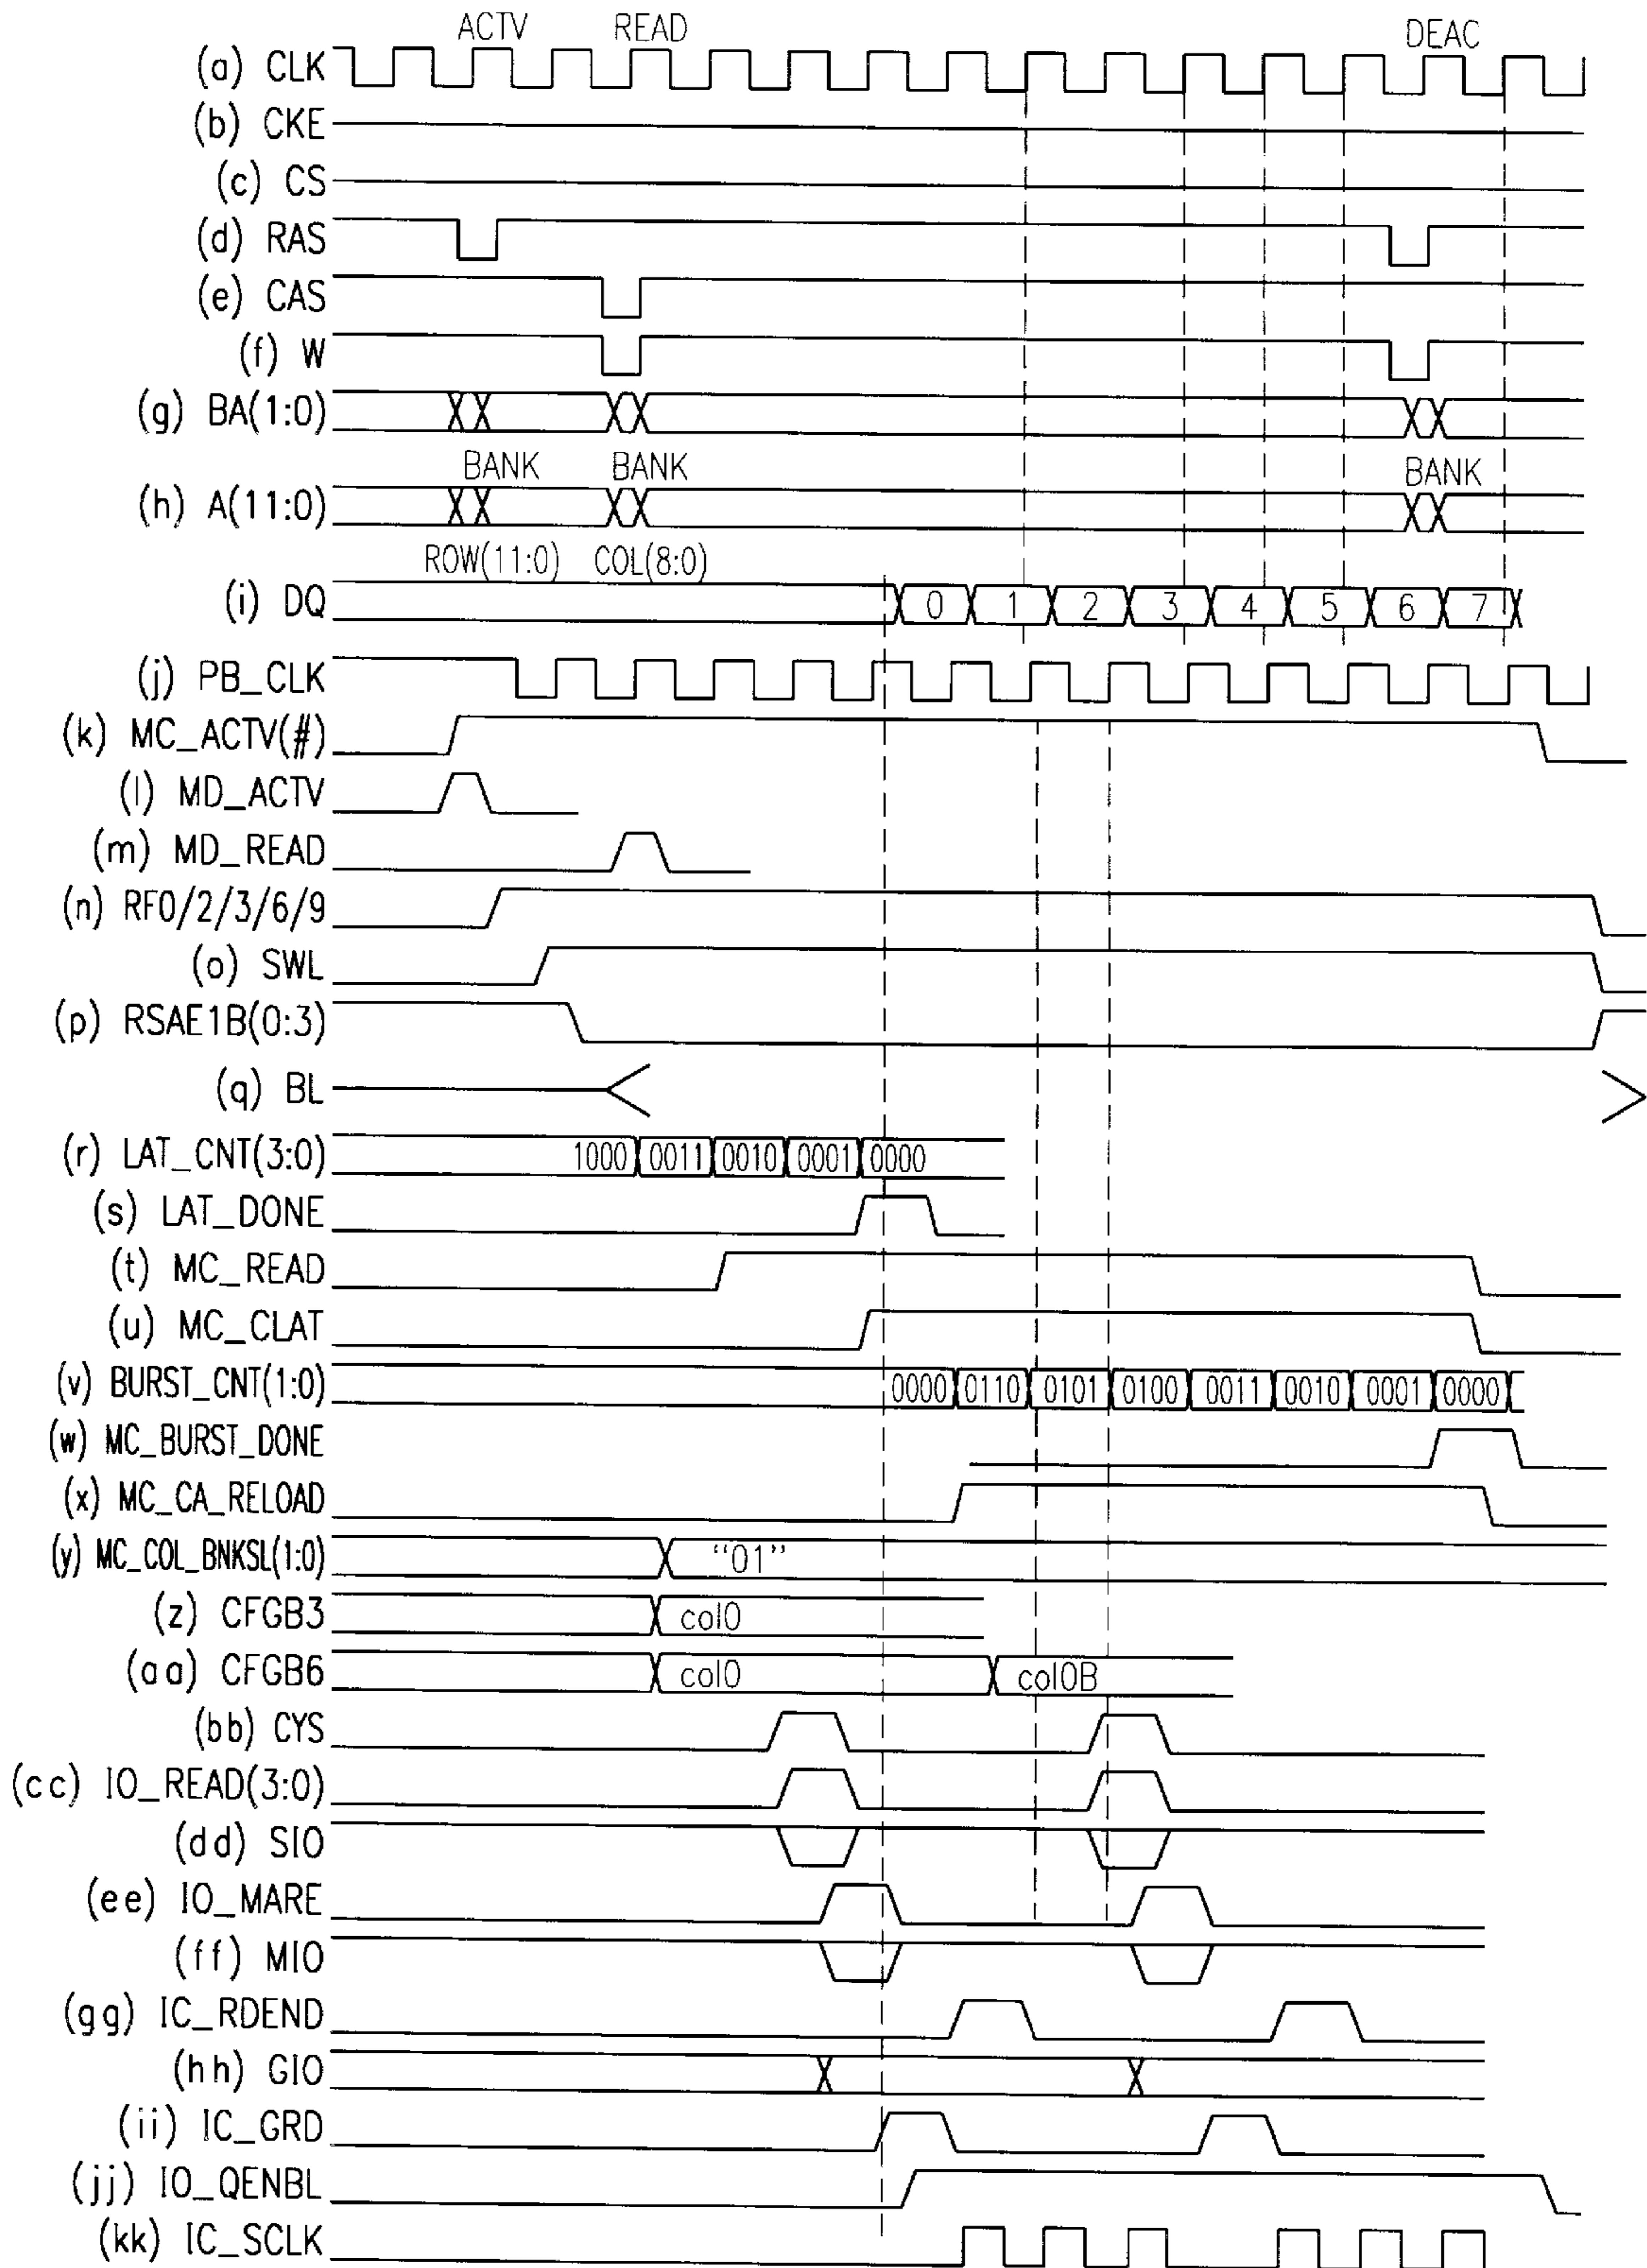 ACTV READ DEAC
(a) CLK
(b) CKE
(c) CS
(d) RAS
(e) CAS
(f) W
(g) BA(1:0)
BANK BANK BANK
(h) A(11:0)
ROW(11:0) COL(8:0)
(i) DQ 0 1 2 3 4 5 6 7
(j) PB_CLK
(k) MC_ACTV(#)
(l) MD_ACTV
(m) MD_READ
(n) RF0/2/3/6/9
(o) SWL
(p) RSAE1B(0:3)
(q) BL
(r) LAT_CNT(3:0) 1000 0011 0010 0001 0000
(s) LAT_DONE
(t) MC_READ
(u) MC_CLAT
(v) BURST_CNT(1:0) 0000 0110 0101 0100 0011 0010 0001 0000
(w) MC_BURST_DONE
(x) MC_CA_RELOAD
(y) MC_COL_BNKSL(1:0) "01"
(z) CFGB3 col0
(aa) CFGB6 col0 col0B
(bb) CYS
(cc) IO_READ(3:0)
(dd) SIO
(ee) IO_MARE
(ff) MIO
(gg) IC_RDEND
(hh) GIO
(ii) IC_GRD
(jj) IO_QENBL
(kk) IC_SCLK